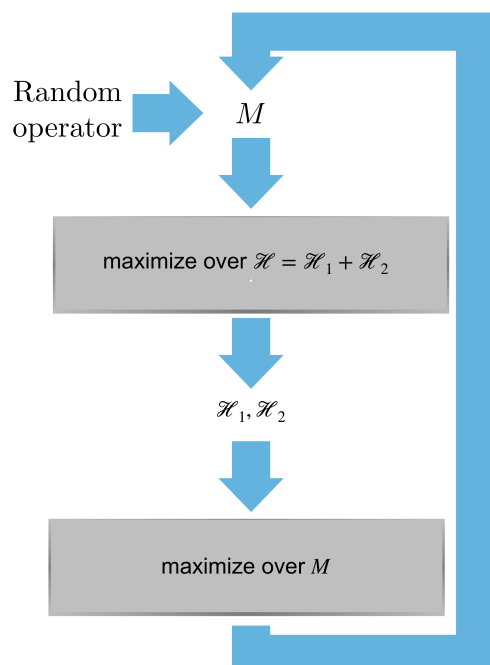 Random
operator
M
maximize over ℋ = ℋ₁ + ℋ₂
ℋ₁, ℋ₂
maximize over M